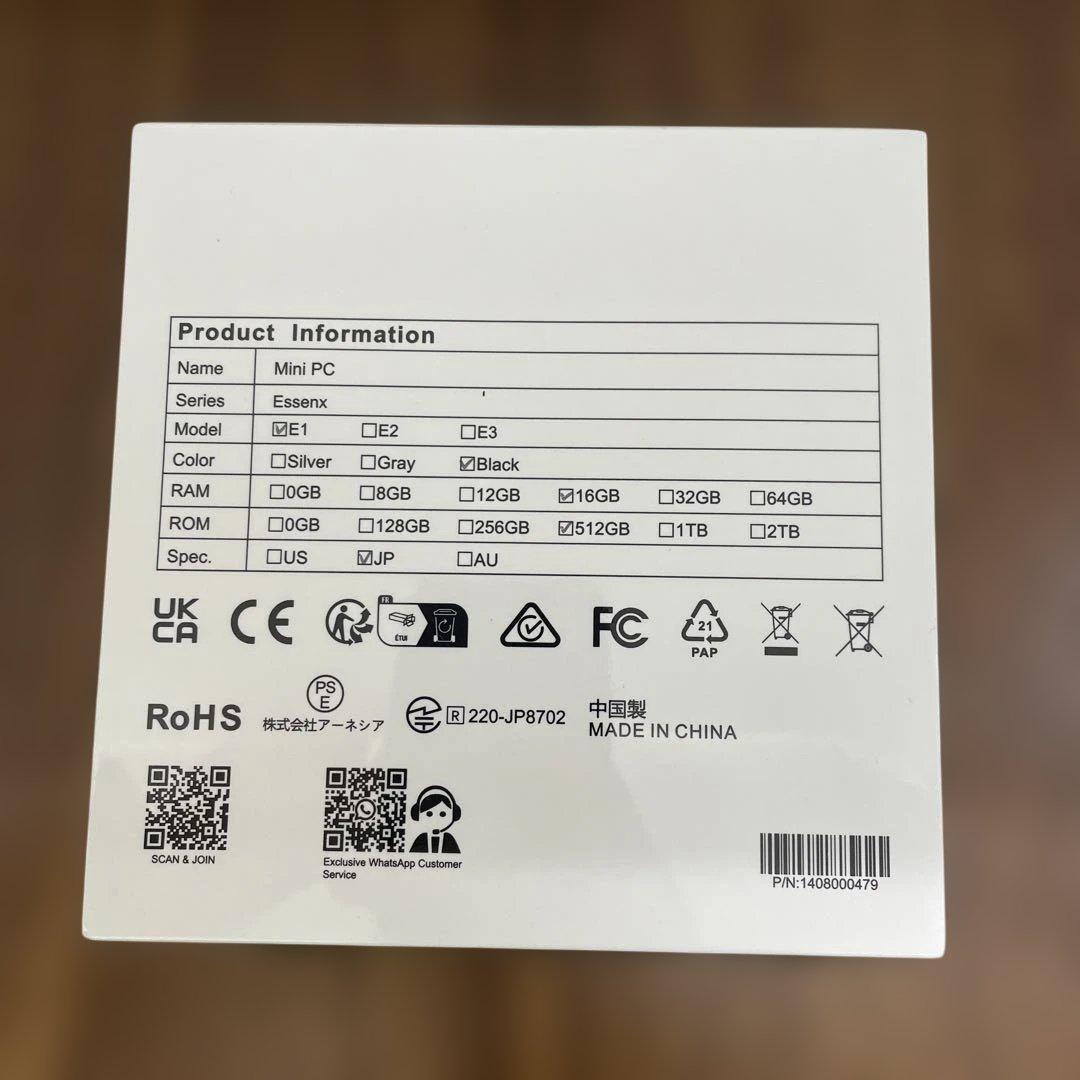 Product Information
Name Mini PC
Series Essenx
Model ☑E1 ☐E2 ☐E3
Color ☐Silver ☐Gray ☑Black
RAM ☐0GB ☐8GB ☐12GB ☑16GB ☐32GB ☐64GB
ROM ☐0GB ☐128GB ☐256GB ☑512GB ☐1TB ☐2TB
Spec. ☐US ☑JP ☐AU
UK
CA
CE
FR
ÉTUI
FC
21
PAP
RoHS
PS
E
株式会社アーネシア
R 220-JP8702
中国製
MADE IN CHINA
SCAN & JOIN
Exclusive WhatsApp Customer
Service
P/N:1408000479